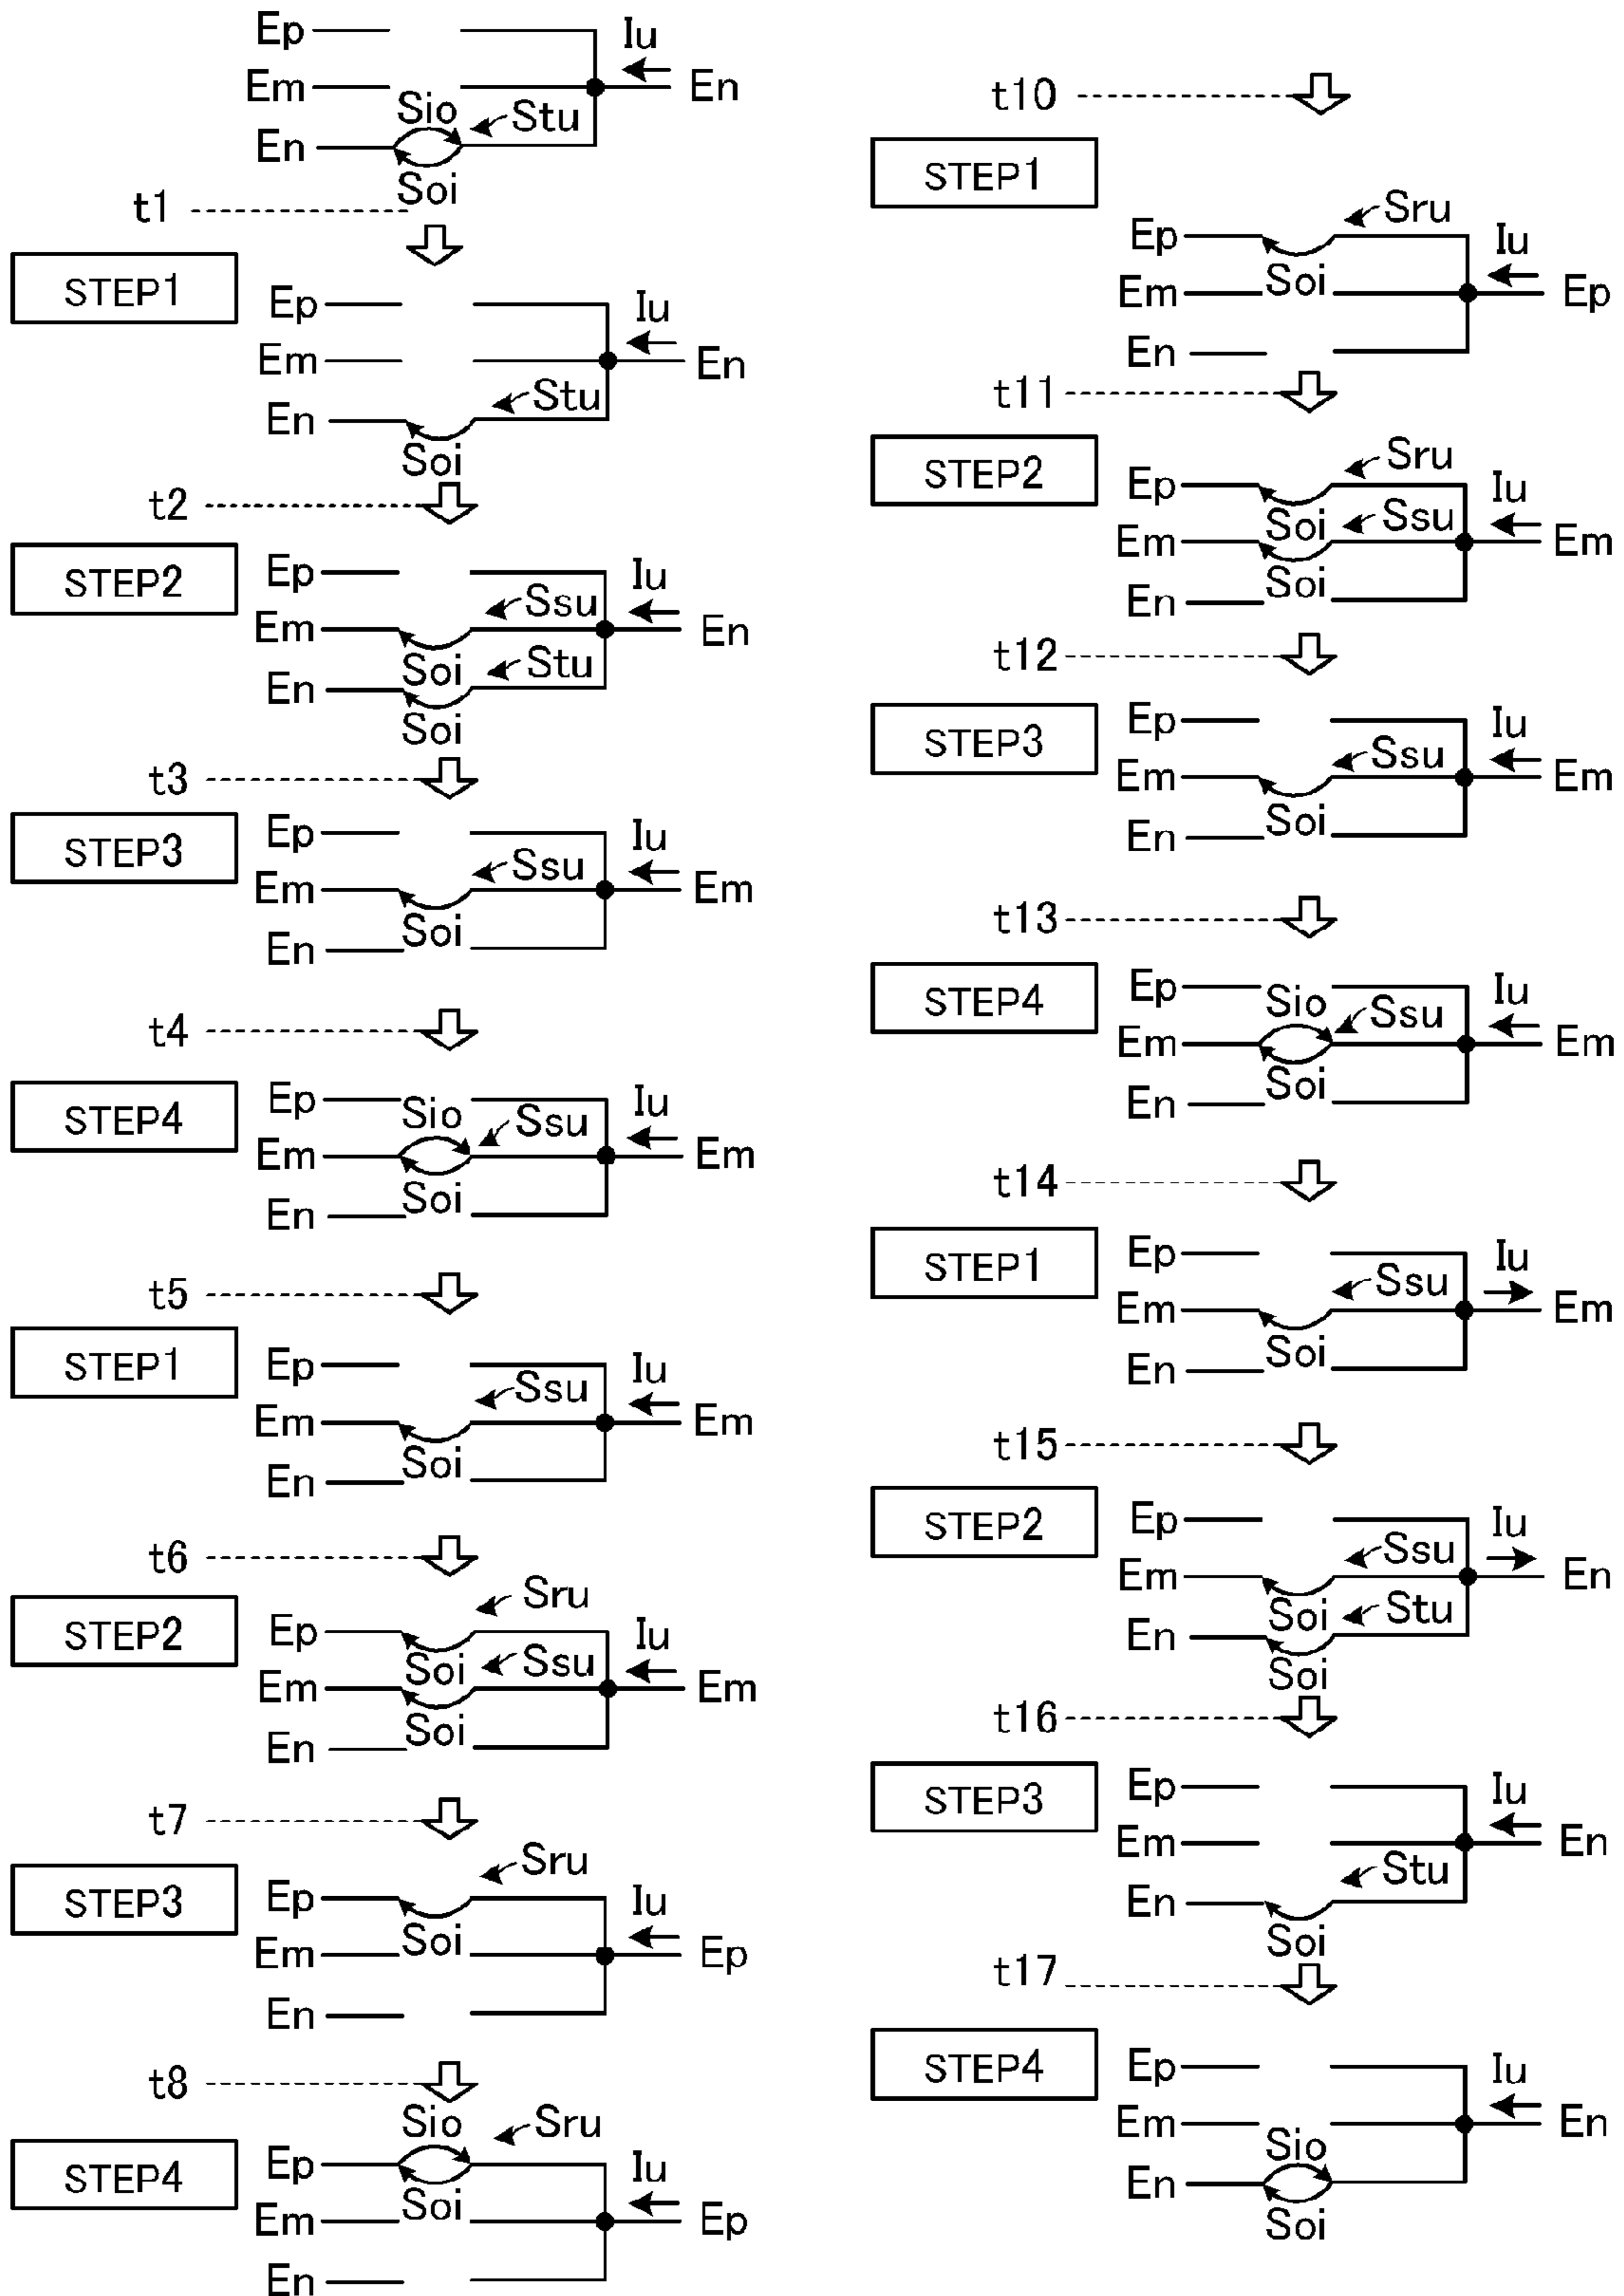 Ep
Iu
Em
En
Sio
Stu
En
Soi
t1
STEP1
Ep
Iu
Em
En
Stu
En
Soi
t2
STEP2
Ep
Iu
Ssu
Em
En
Soi
Stu
En
Soi
t3
STEP3
Ep
Iu
Ssu
Em
Em
Soi
En
t4
STEP4
Ep
Sio
Iu
Ssu
Em
Em
Soi
En
t5
STEP1
Ep
Iu
Ssu
Em
Em
Soi
En
t6
STEP2
Sru
Ep
Iu
Soi
Ssu
Em
Em
Soi
En
t7
STEP3
Sru
Ep
Iu
Soi
Em
Ep
En
t8
STEP4
Sio
Sru
Ep
Iu
Soi
Em
Ep
En
t10
STEP1
Sru
Ep
Iu
Soi
Em
Ep
En
t11
STEP2
Sru
Ep
Iu
Soi
Ssu
Em
Em
Soi
En
t12
STEP3
Ep
Iu
Ssu
Em
Em
Soi
En
t13
STEP4
Ep
Sio
Iu
Ssu
Em
Em
Soi
En
t14
STEP1
Ep
Iu
Ssu
Em
Em
Soi
En
t15
STEP2
Ep
Iu
Ssu
Em
En
Soi
Stu
En
Soi
t16
STEP3
Ep
Iu
Em
En
Stu
En
Soi
t17
STEP4
Ep
Iu
Em
En
Sio
En
Soi